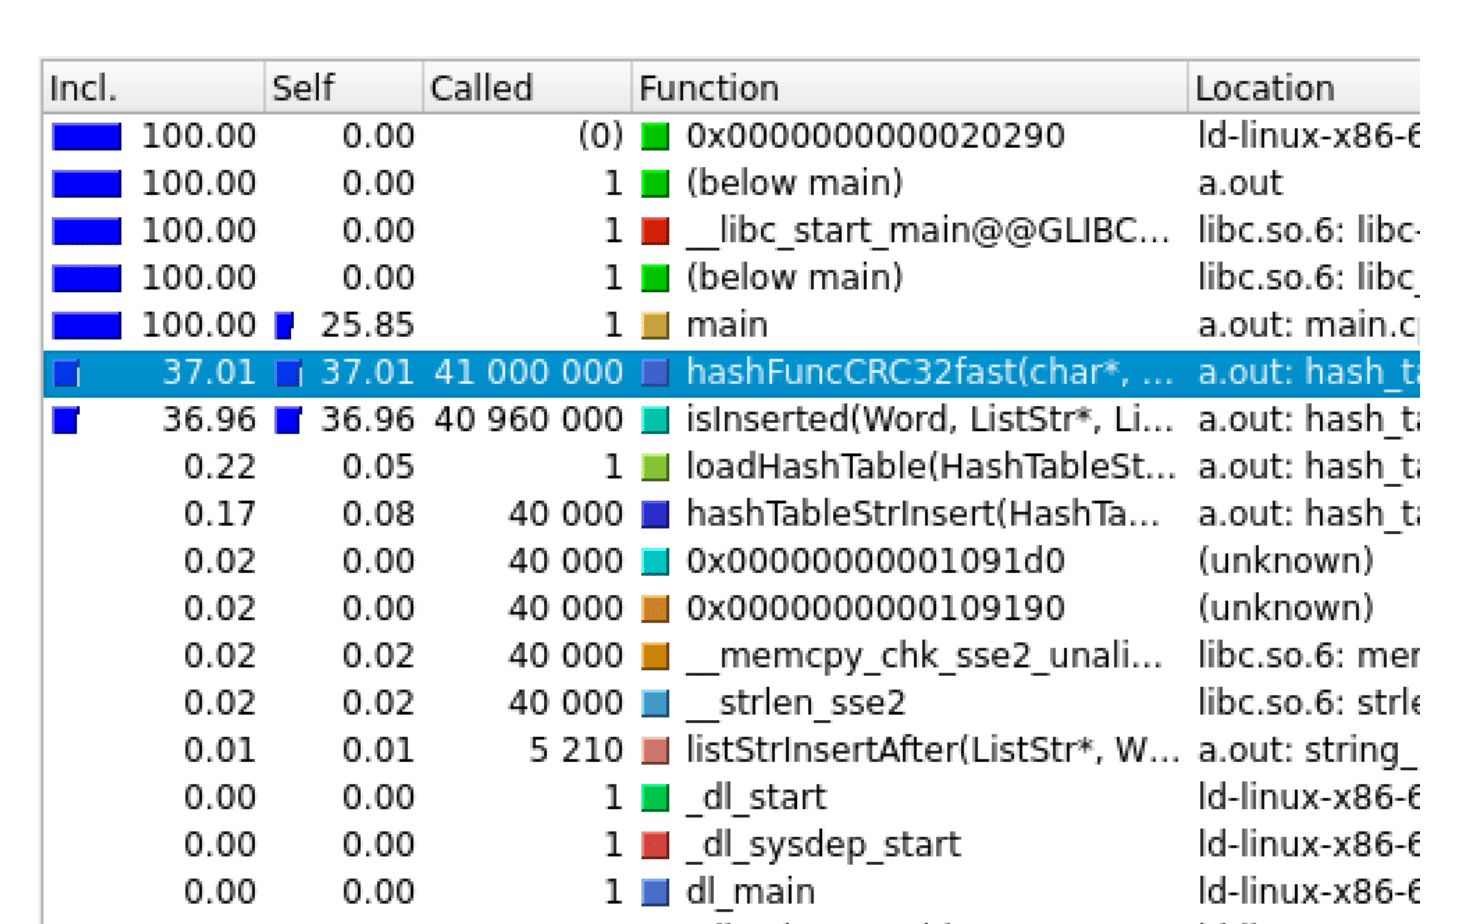 Incl. Self Called Function Location
100.00 0.00 (0) 0x0000000000020290 ld-linux-x86-6
100.00 0.00 1 (below main) a.out
100.00 0.00 1 __libc_start_main@@GLIBC... libc.so.6: libc-
100.00 0.00 1 (below main) libc.so.6: libc_
100.00 25.85 1 main a.out: main.c
37.01 37.01 41 000 000 hashFuncCRC32fast(char*, ... a.out: hash_ta
36.96 36.96 40 960 000 isInserted(Word, ListStr*, Li... a.out: hash_ta
0.22 0.05 1 loadHashTable(HashTableSt... a.out: hash_ta
0.17 0.08 40 000 hashTableStrInsert(HashTa... a.out: hash_ta
0.02 0.00 40 000 0x00000000001091d0 (unknown)
0.02 0.00 40 000 0x0000000000109190 (unknown)
0.02 0.02 40 000 __memcpy_chk_sse2_unali... libc.so.6: mem
0.02 0.02 40 000 __strlen_sse2 libc.so.6: strle
0.01 0.01 5 210 listStrInsertAfter(ListStr*, W... a.out: string_
0.00 0.00 1 _dl_start ld-linux-x86-6
0.00 0.00 1 _dl_sysdep_start ld-linux-x86-6
0.00 0.00 1 dl_main ld-linux-x86-6